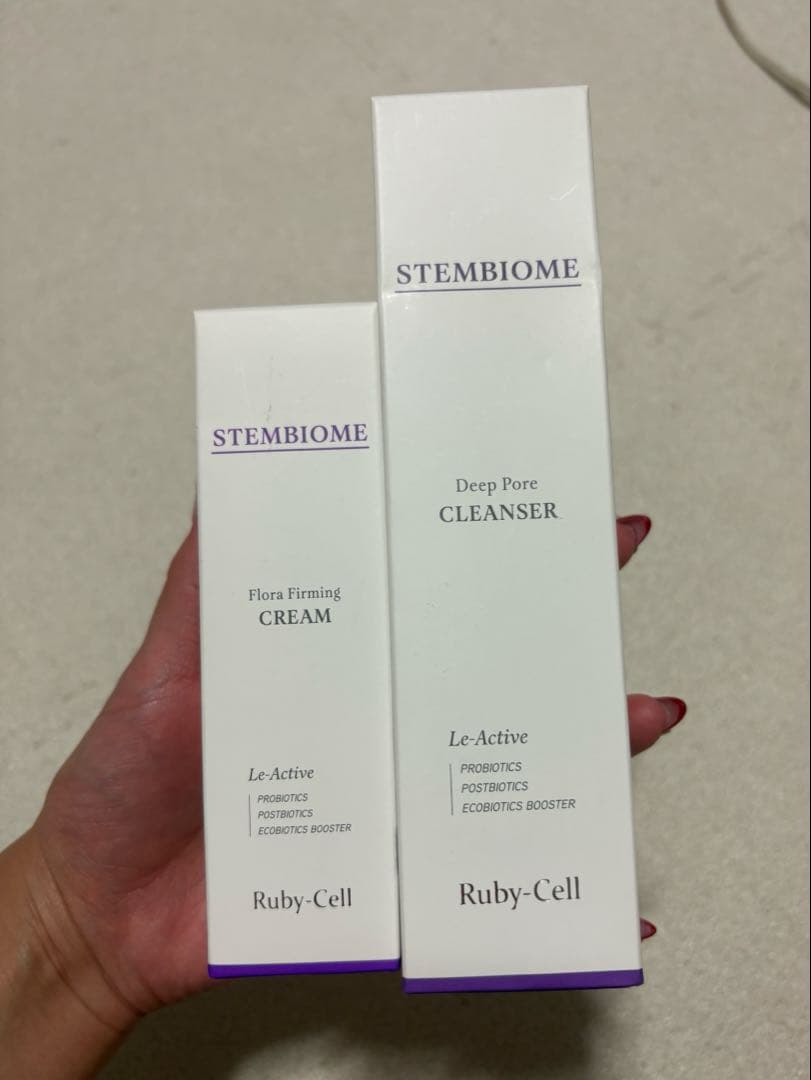 STEMBIOME
Flora Firming
CREAM
Le-Active
PROBIOTICS
POSTBIOTICS
ECOBIOTICS BOOSTER
Ruby-Cell
STEMBIOME
Deep Pore
CLEANSER
Le-Active
PROBIOTICS
POSTBIOTICS
ECOBIOTICS BOOSTER
Ruby-Cell